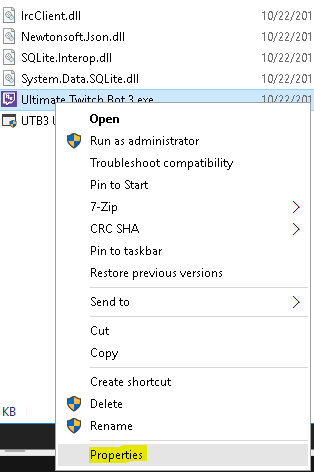 IrcClient.dll 10/22/201
Newtonsoft.Json.dll 10/22/201
SQLite.Interop.dll 10/22/201
System.Data.SQLite.dll 10/22/201
Ultimate Twitch Bot 3.exe 10/22/201
UTB3
Open
Run as administrator
Troubleshoot compatibility
Pin to Start
7-Zip
CRC SHA
Pin to taskbar
Restore previous versions
Send to
Cut
Copy
Create shortcut
Delete
Rename
KB
Properties